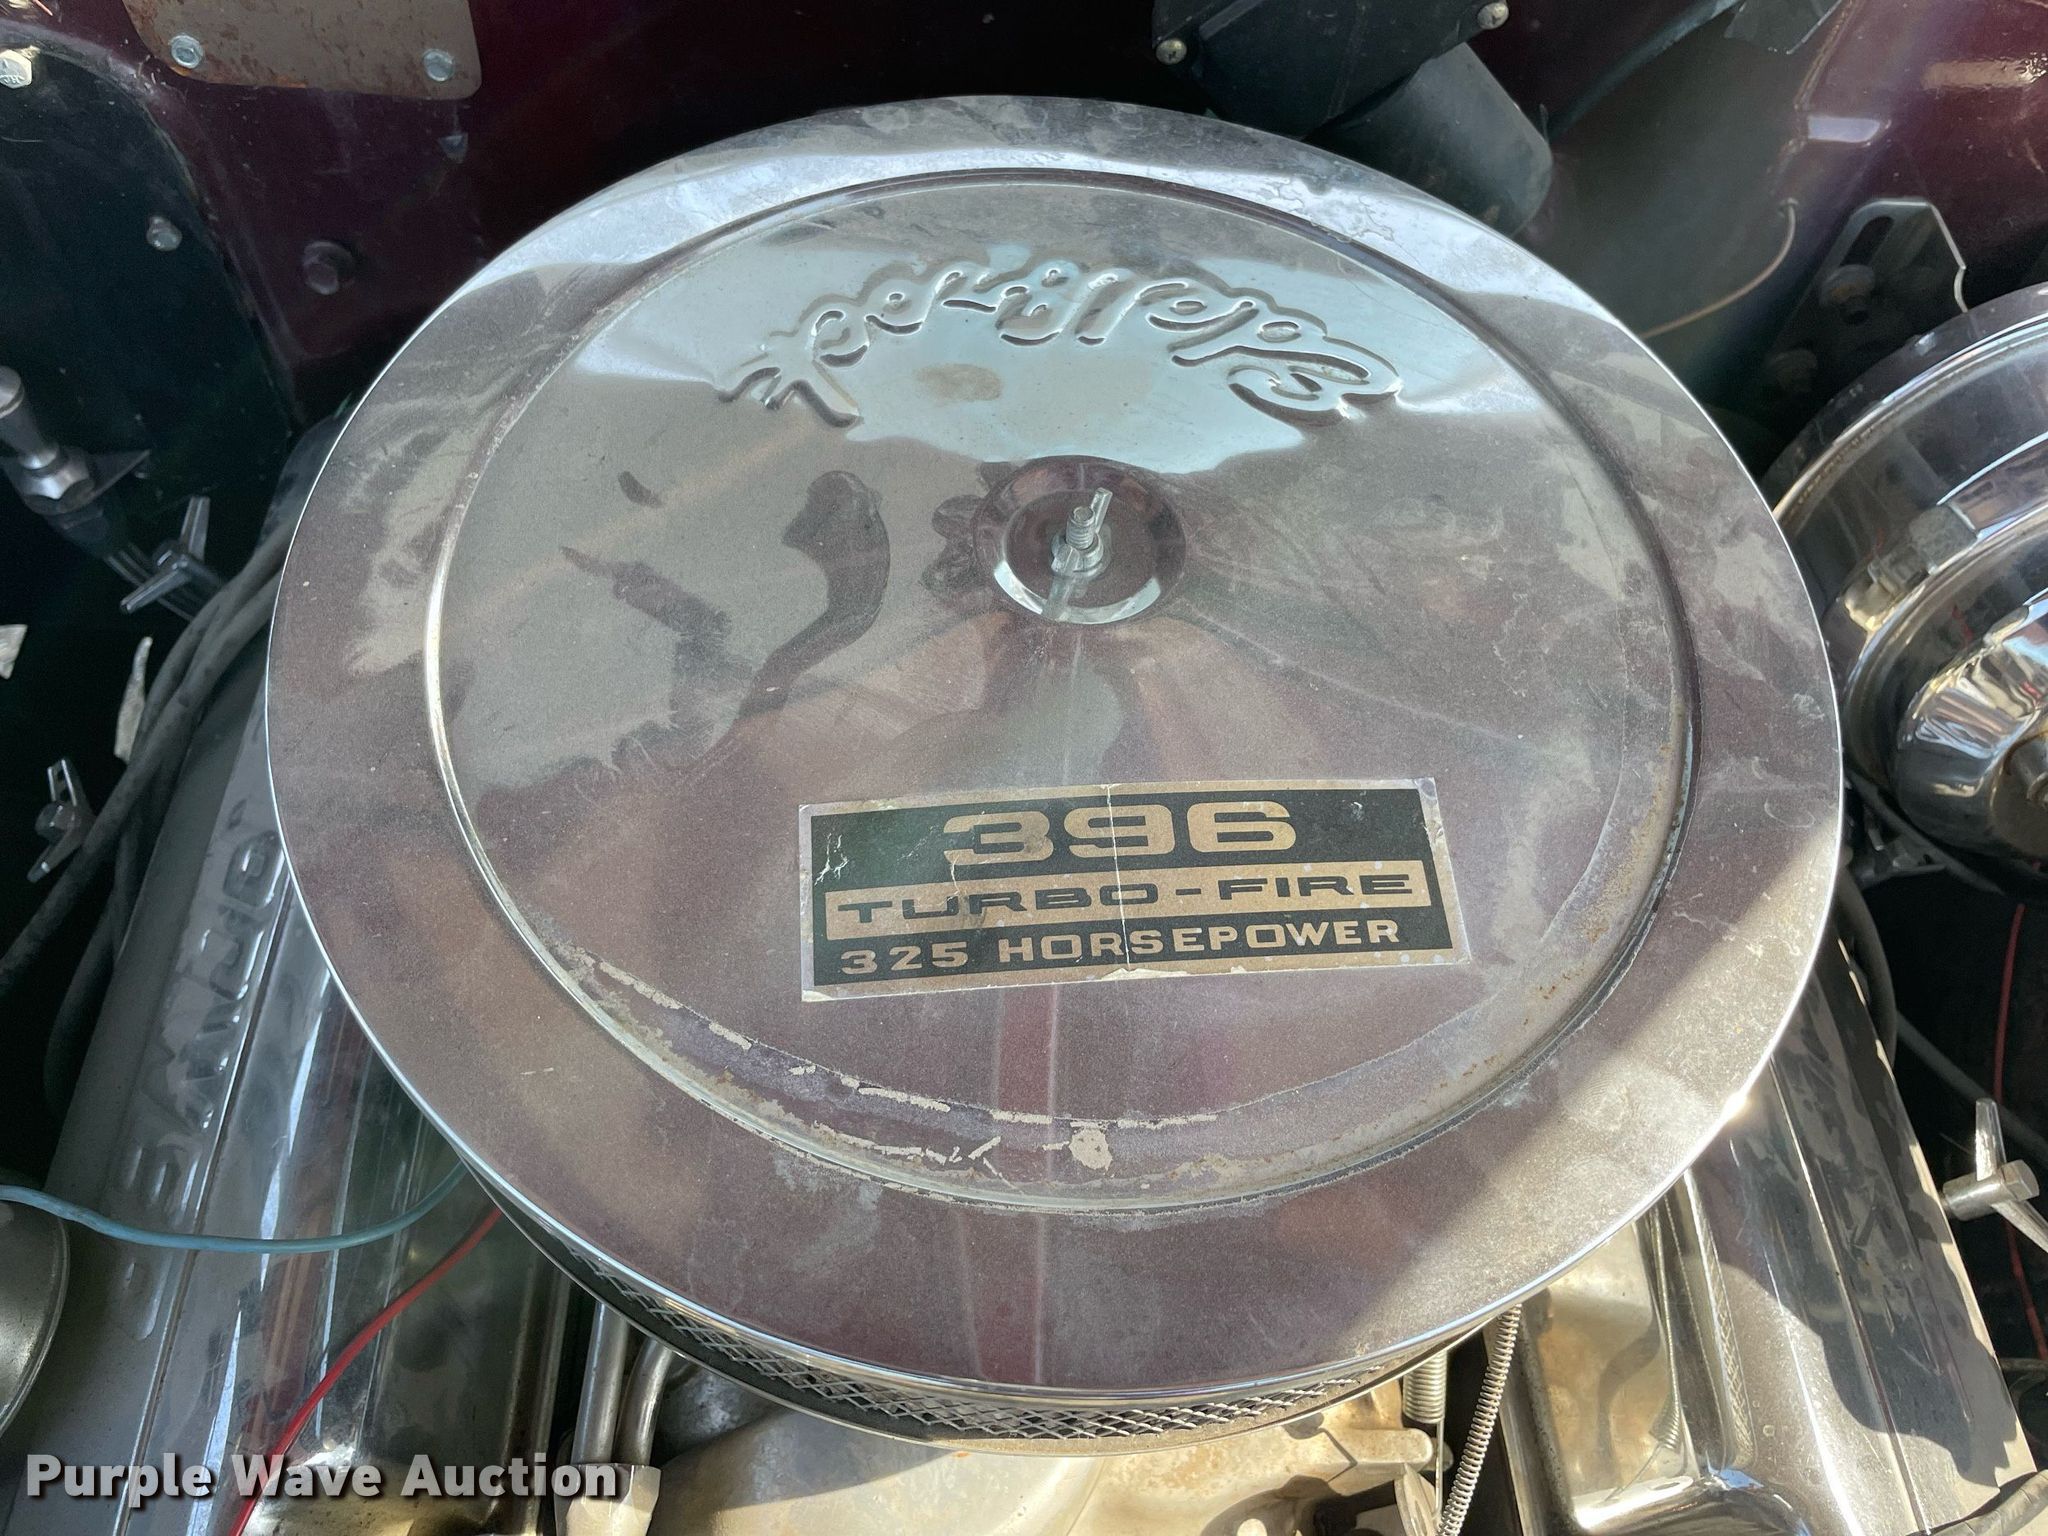 Edelbrock
396
TURBO-FIRE
325 HORSEPOWER
Purple Wave Auction